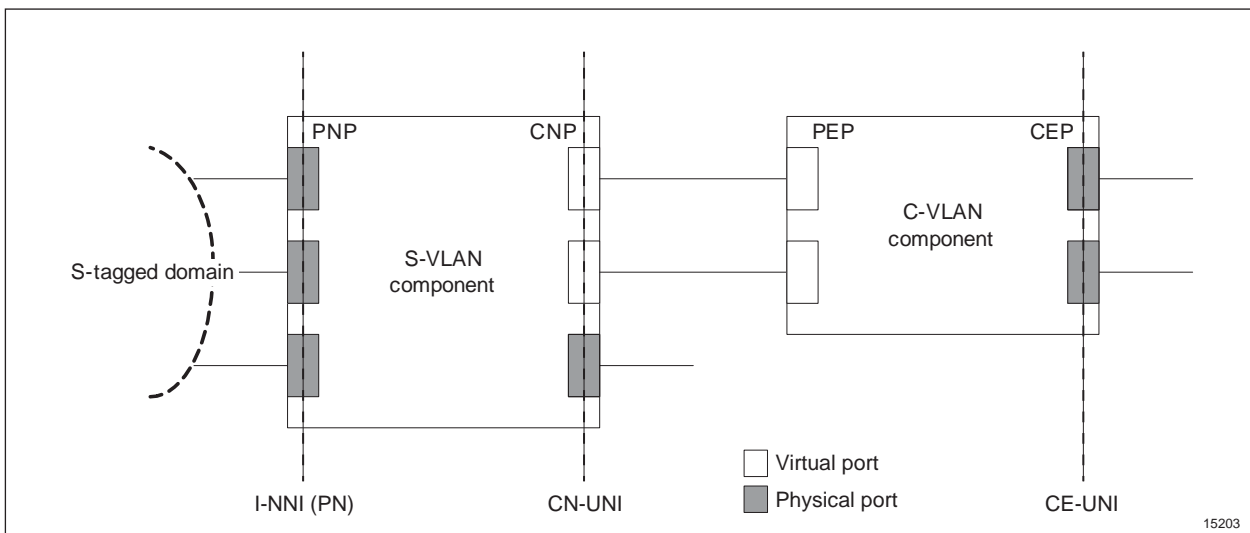 PNP
CNP
PEP
CEP
S-tagged domain
S-VLAN
component
C-VLAN
component
Virtual port
Physical port
I-NNI (PN)
CN-UNI
CE-UNI
15203